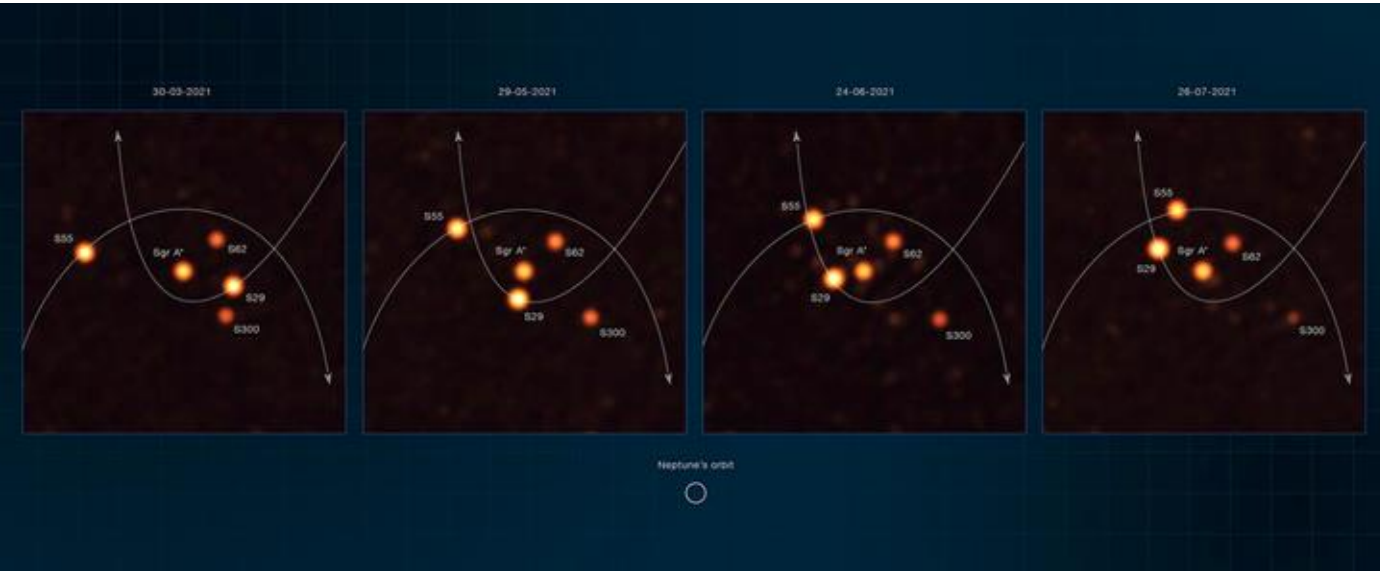 30-03-2021
S55
Sgr A*
S62
S29
S300
29-05-2021
S55
Sgr A*
S62
S29
S300
24-06-2021
S55
Sgr A*
S62
S29
S300
26-07-2021
S55
Sgr A*
S62
S29
S300
Neptune's orbit